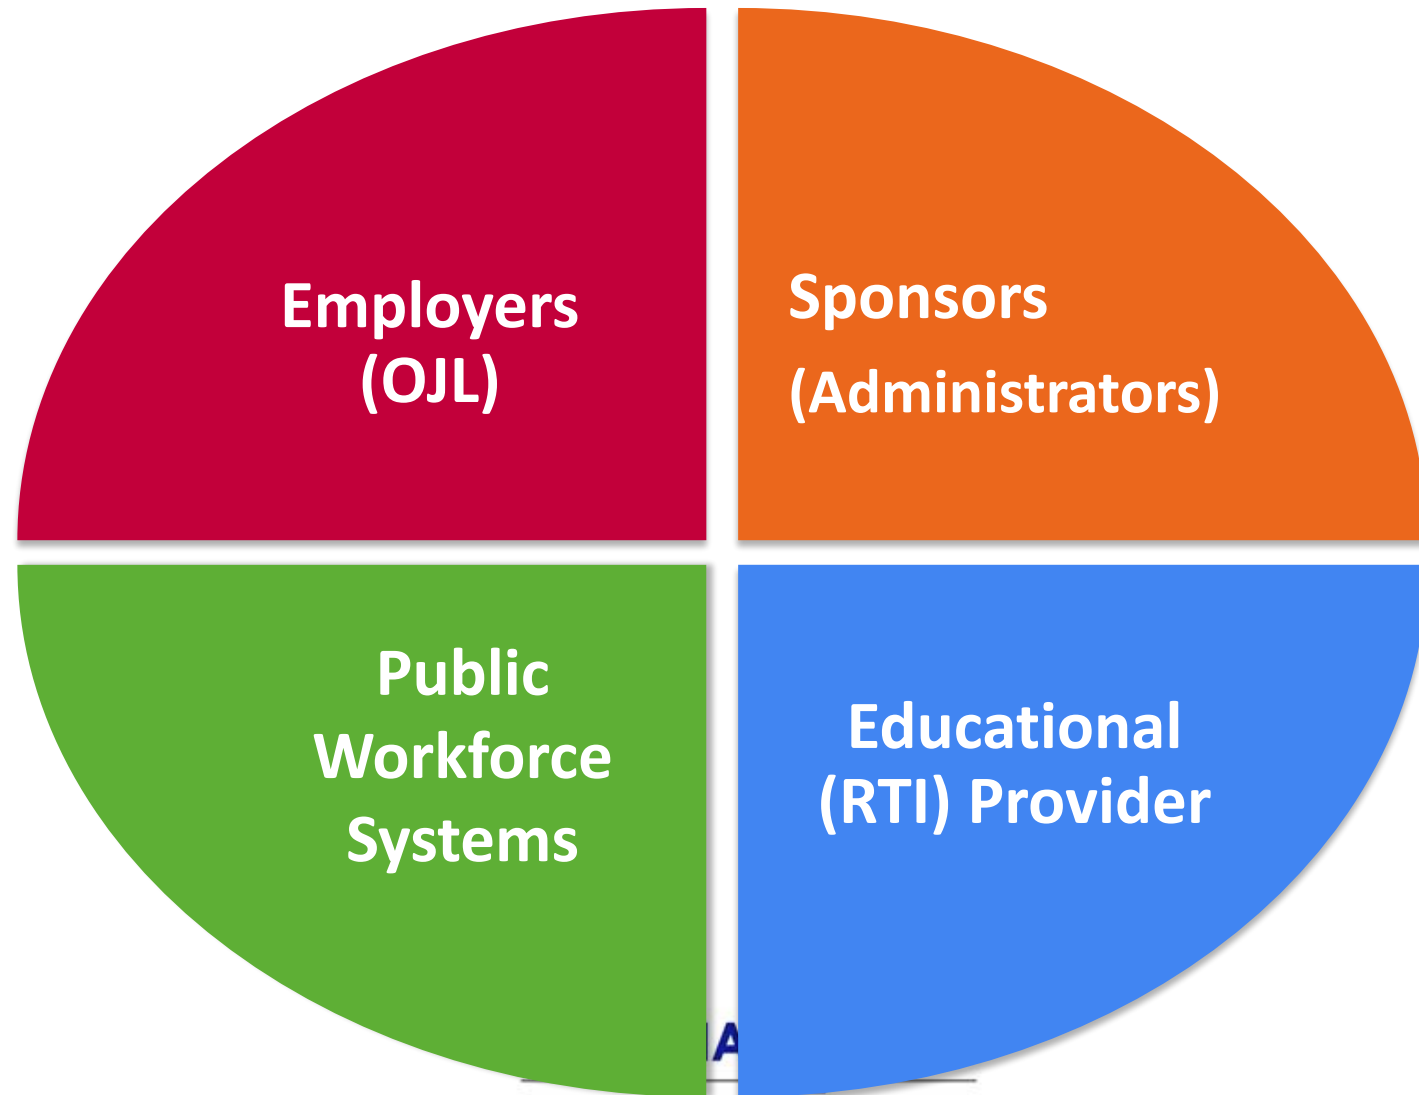 Employers
(OJL)
Sponsors
(Administrators)
Public
Workforce
Systems
Educational
(RTI) Provider